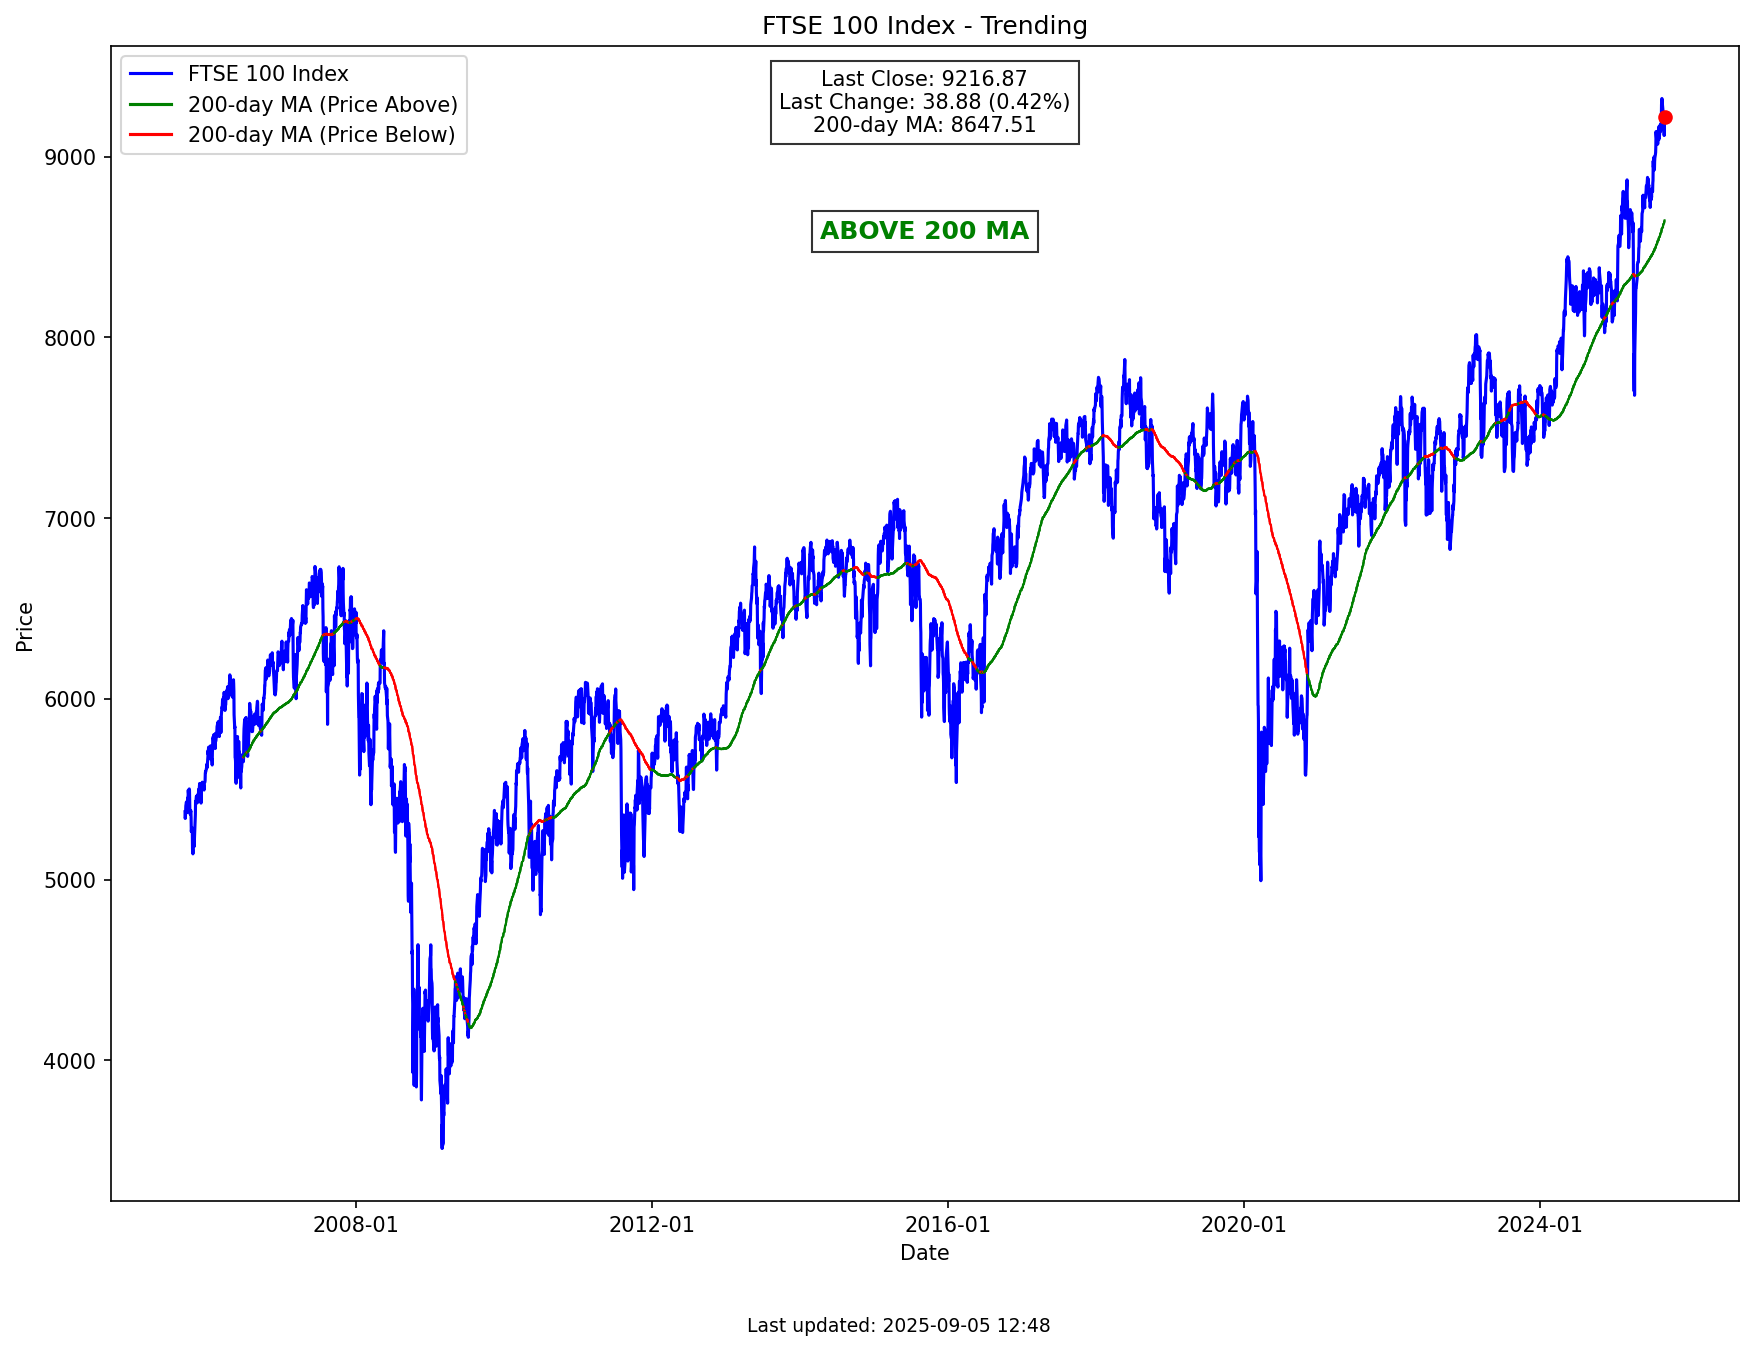 FTSE 100 Index - Trending
FTSE 100 Index
200-day MA (Price Above)
200-day MA (Price Below)
Last Close: 9216.87
Last Change: 38.88 (0.42%)
200-day MA: 8647.51
ABOVE 200 MA
9000
8000
7000
6000
5000
4000
Price
2008-01
2012-01
2016-01
2020-01
2024-01
Date
Last updated: 2025-09-05 12:48